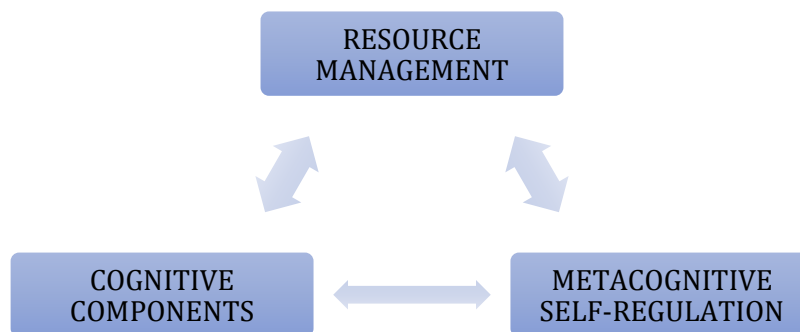 RESOURCE
MANAGEMENT
COGNITIVE
COMPONENTS
METACOGNITIVE
SELF-REGULATION